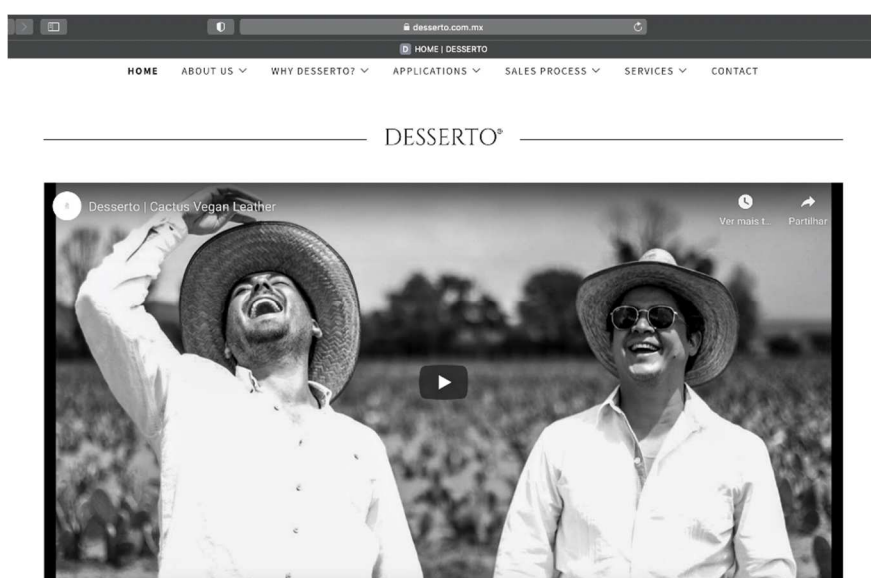 desserto.com.mx
D HOME | DESSERTO
HOME ABOUT US WHY DESSERTO? APPLICATIONS SALES PROCESS SERVICES CONTACT
DESSERTO®
Desserto | Cactus Vegan Leather
Ver mais t... Partilhar